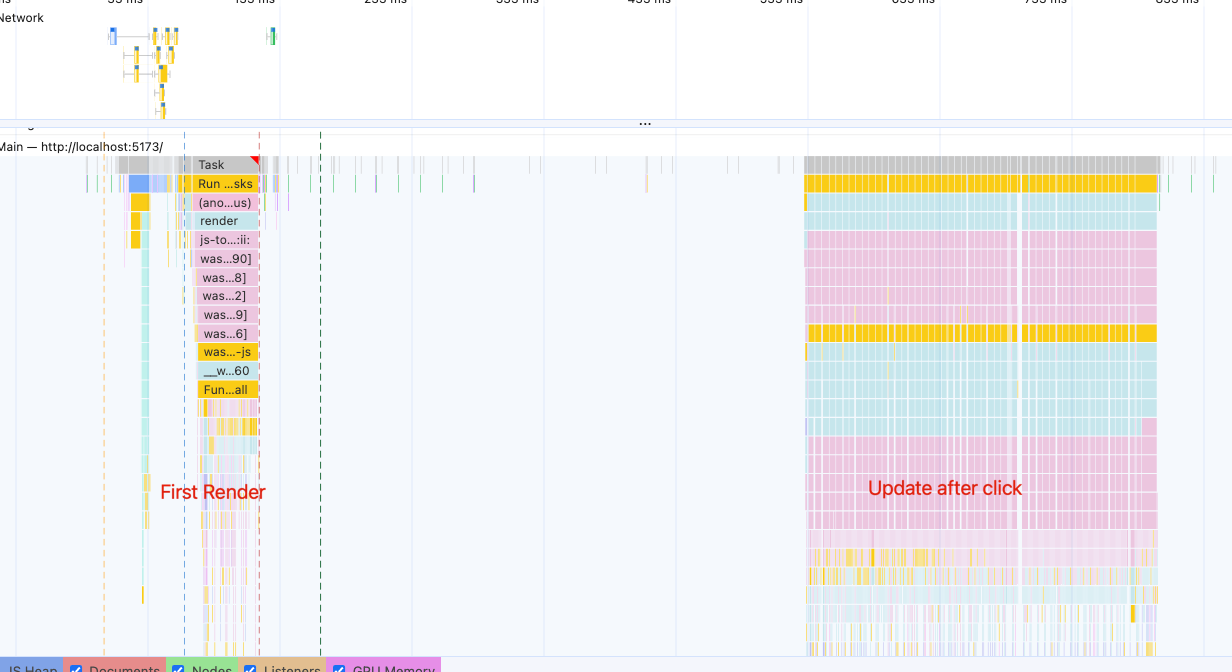 Network
...
Main — http://localhost:5173/
Task
Run ...sks
(ano...us)
render
js-to...:ii:
was...90]
was...8]
was...2]
was...9]
was...6]
was...-js
__w...60
Fun...all
First Render
Update after click
JS Heap Documents Nodes Listeners GPU Memory